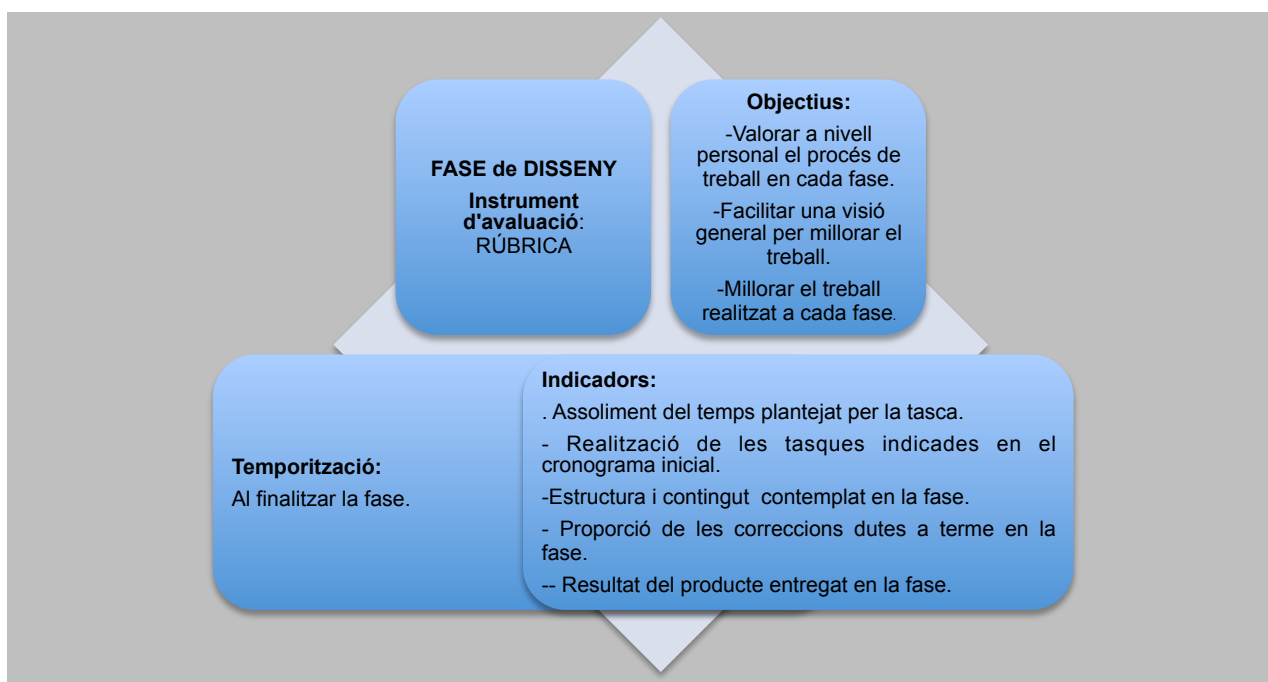 FASE de DISSENY
Instrument
d'avaluació:
RÚBRICA
Objectius:
-Valorar a nivell
personal el procés de
treball en cada fase.
-Facilitar una visió
general per millorar el
treball.
-Millorar el treball
realitzat a cada fase.
Temporització:
Al finalitzar la fase.
Indicadors:
. Assoliment del temps plantejat per la tasca.
- Realització de les tasques indicades en el
cronograma inicial.
-Estructura i contingut contemplat en la fase.
- Proporció de les correccions dutes a terme en la
fase.
-- Resultat del producte entregat en la fase.